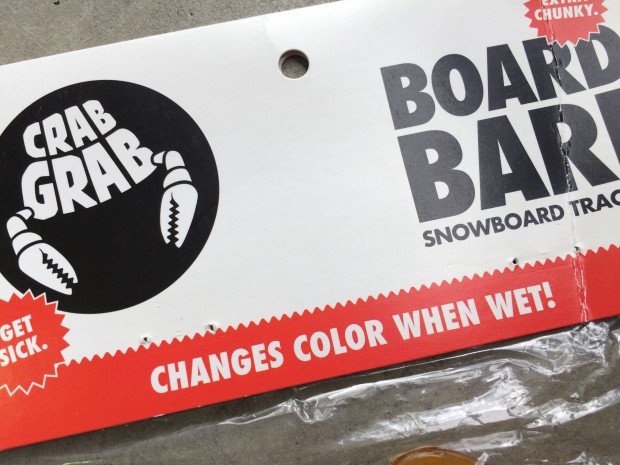 CRAB
GRAB
EXTRA
CHUNKY.
BOARD
BAR
SNOWBOARD TRAC
GET
SICK.
CHANGES COLOR WHEN WET!